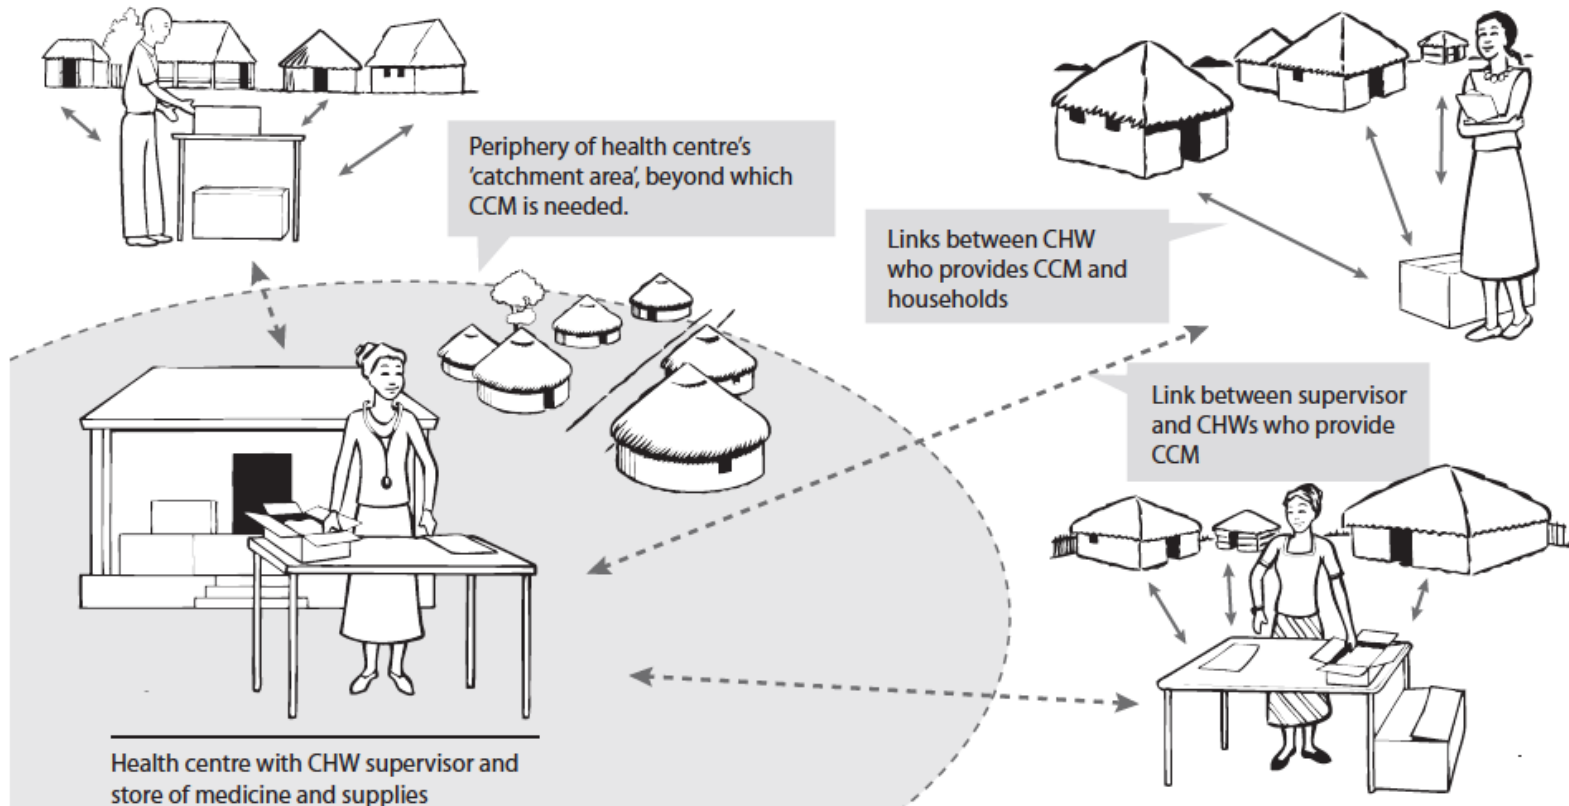 Periphery of health centre’s
‘catchment area’, beyond which
CCM is needed.
Links between CHW
who provides CCM and
households
Link between supervisor
and CHWs who provide
CCM
Health centre with CHW supervisor and
store of medicine and supplies